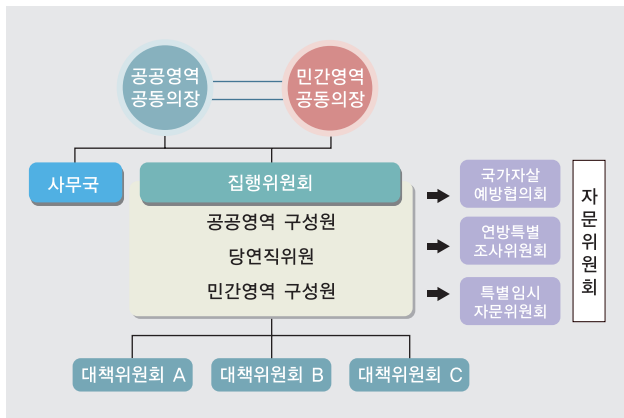 공공영역
공동의장
민간영역
공동의장
사무국
집행위원회
공공영역 구성원
당연직위원
민간영역 구성원
국가자살
예방협의회
연방특별
조사위원회
특별임시
자문위원회
자문위원회
대책위원회 A
대책위원회 B
대책위원회 C